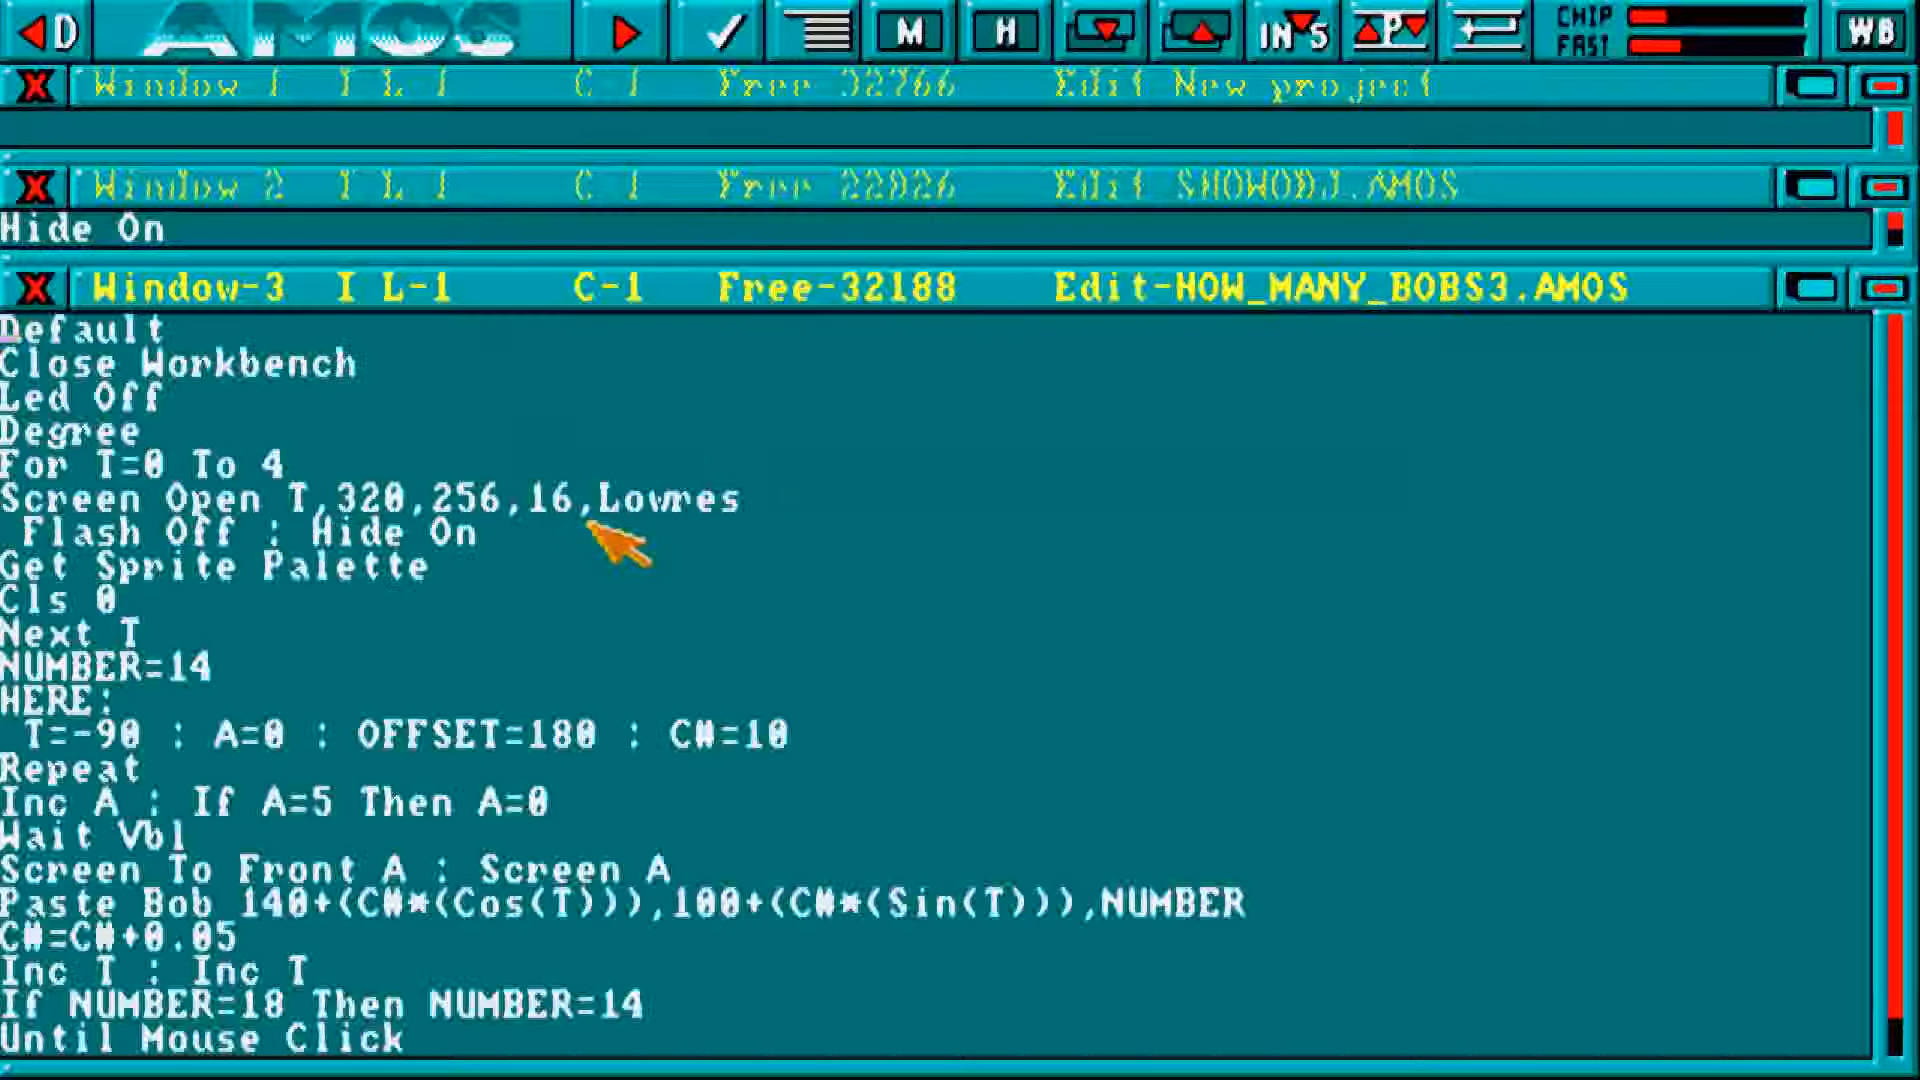 D AMOS M H IN S P CHIP FAST WB
X Window 1 I L 1 C 1 Free 32766 Edit New project
X Window 2 I L 1 C 1 Free 22826 Edit SHOWOBJ.AMOS
Hide On
X Window-3 I L-1 C-1 Free-32188 Edit-HOW_MANY_BOBS3.AMOS
Default
Close Workbench
Led Off
Degree
For T=0 To 4
Screen Open T,320,256,16,Lowres
Flash Off : Hide On
Get Sprite Palette
Cls 0
Next T
NUMBER=14
HERE:
T=-90 : A=0 : OFFSET=180 : C#=10
Repeat
Inc A : If A=5 Then A=0
Wait Vbl
Screen To Front A : Screen A
Paste Bob 140+(C#*(Cos(T))),100+(C#*(Sin(T))),NUMBER
C#=C#+0.05
Inc T : Inc T
If NUMBER=18 Then NUMBER=14
Until Mouse Click